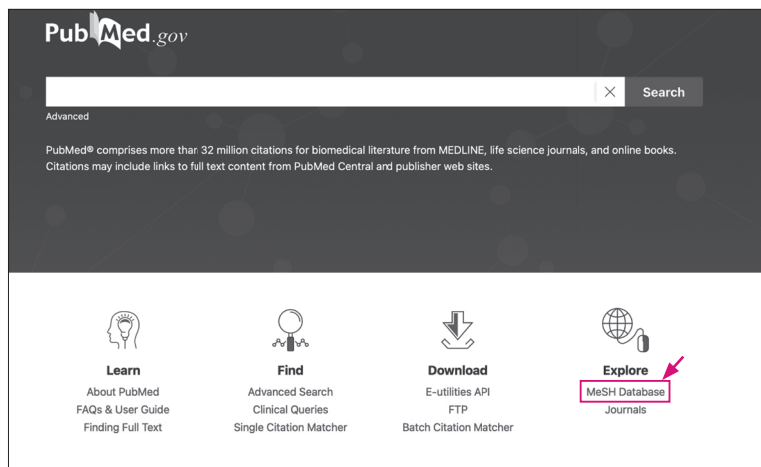 PubMed.gov
Search
Advanced
PubMed® comprises more than 32 million citations for biomedical literature from MEDLINE, life science journals, and online books.
Citations may include links to full text content from PubMed Central and publisher web sites.
Learn
About PubMed
FAQs & User Guide
Finding Full Text
Find
Advanced Search
Clinical Queries
Single Citation Matcher
Download
E-utilities API
FTP
Batch Citation Matcher
Explore
MeSH Database
Journals